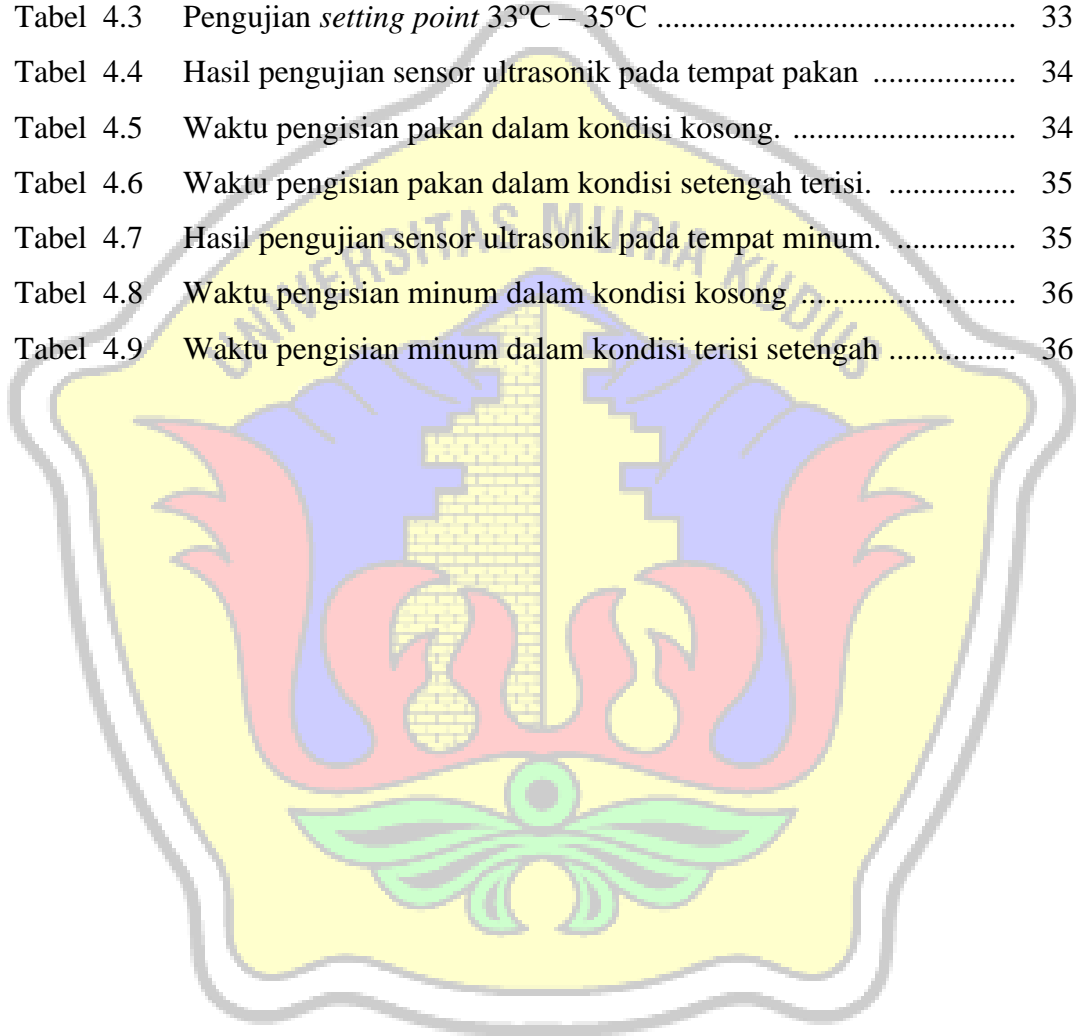 Tabel 4.3 Pengujian setting point 33ºC – 35ºC ........................................ 33
Tabel 4.4 Hasil pengujian sensor ultrasonik pada tempat pakan .................. 34
Tabel 4.5 Waktu pengisian pakan dalam kondisi kosong. ............................ 34
Tabel 4.6 Waktu pengisian pakan dalam kondisi setengah terisi. ................ 35
Tabel 4.7 Hasil pengujian sensor ultrasonik pada tempat minum. ............... 35
Tabel 4.8 Waktu pengisian minum dalam kondisi kosong ........................... 36
Tabel 4.9 Waktu pengisian minum dalam kondisi terisi setengah ................ 36
UNIVERSITAS MURIA KUDUS